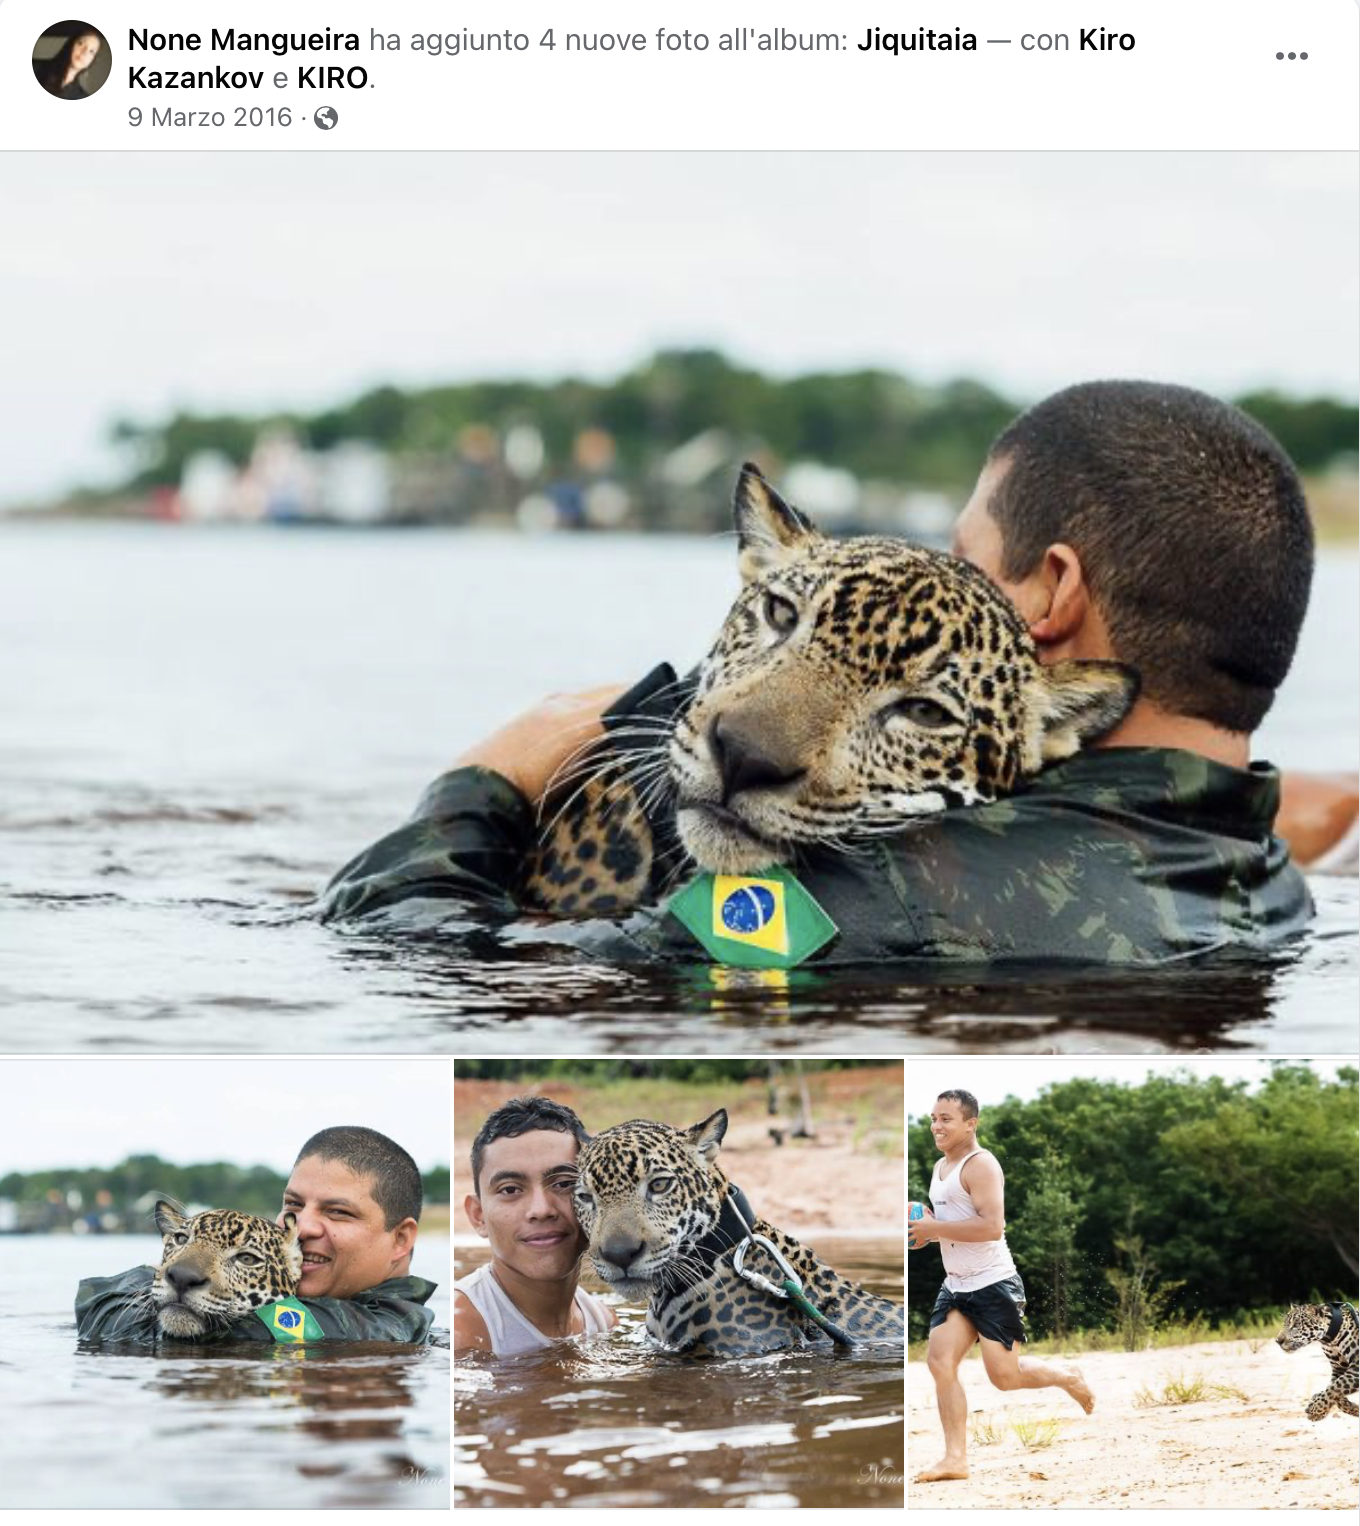 None Mangueira ha aggiunto 4 nuove foto all'album: Jiquitaia — con Kiro
Kazankov e KIRO.
9 Marzo 2016 ·
None
None